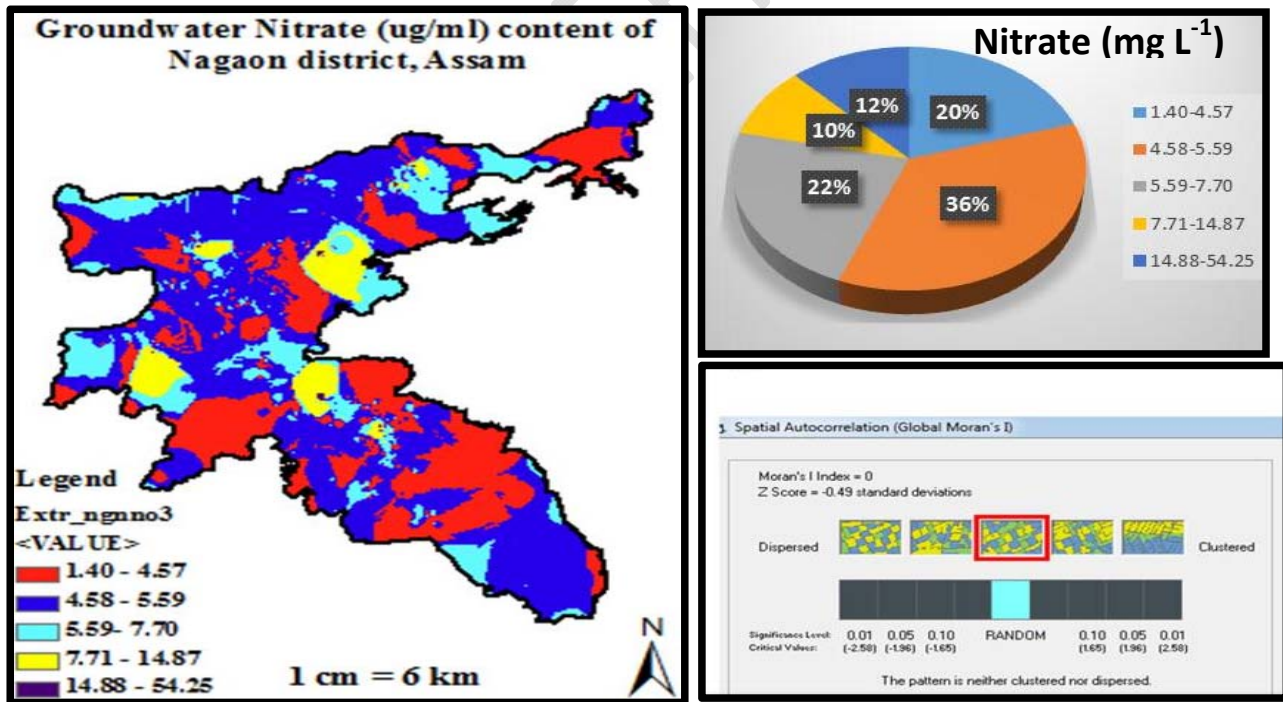 Groundwater Nitrate (ug/ml) content of
Nagaon district, Assam
Legend
Extr_ngnno3
<VALUE>
1.40 - 4.57
4.58 - 5.59
5.59- 7.70
7.71 - 14.87
14.88 - 54.25
1 cm = 6 km
N
Nitrate (mg L-1)
12%
20%
10%
22%
36%
1.40-4.57
4.58-5.59
5.59-7.70
7.71-14.87
14.88-54.25
Spatial Autocorrelation (Global Moran's I)
Moran's I Index = 0
Z Score = -0.49 standard deviations
Dispersed
Clustered
Significance Level: 0.01 0.05 0.10 RANDOM 0.10 0.05 0.01
Critical Values: (-2.58) (-1.96) (-1.65) (1.65) (1.96) (2.58)
The pattern is neither clustered nor dispersed.